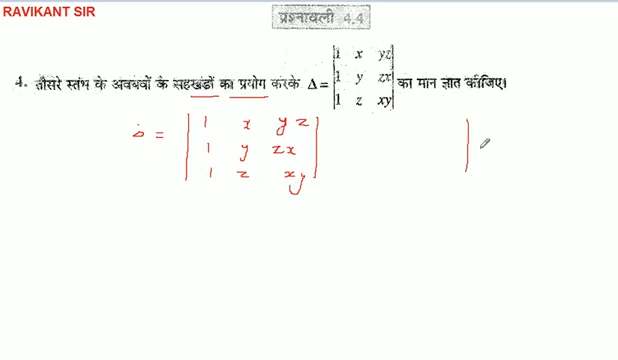 RAVIKANT SIR
प्रश्नावली 4.4
4. तीसरे स्तंभ के अवयवों के सहखंडों का प्रयोग करके Δ = |1 x yz| का मान ज्ञात कीजिए।
|1 y zx|
|1 z xy|
Δ = |1 x yz|
|1 y zx|
|1 z xy|